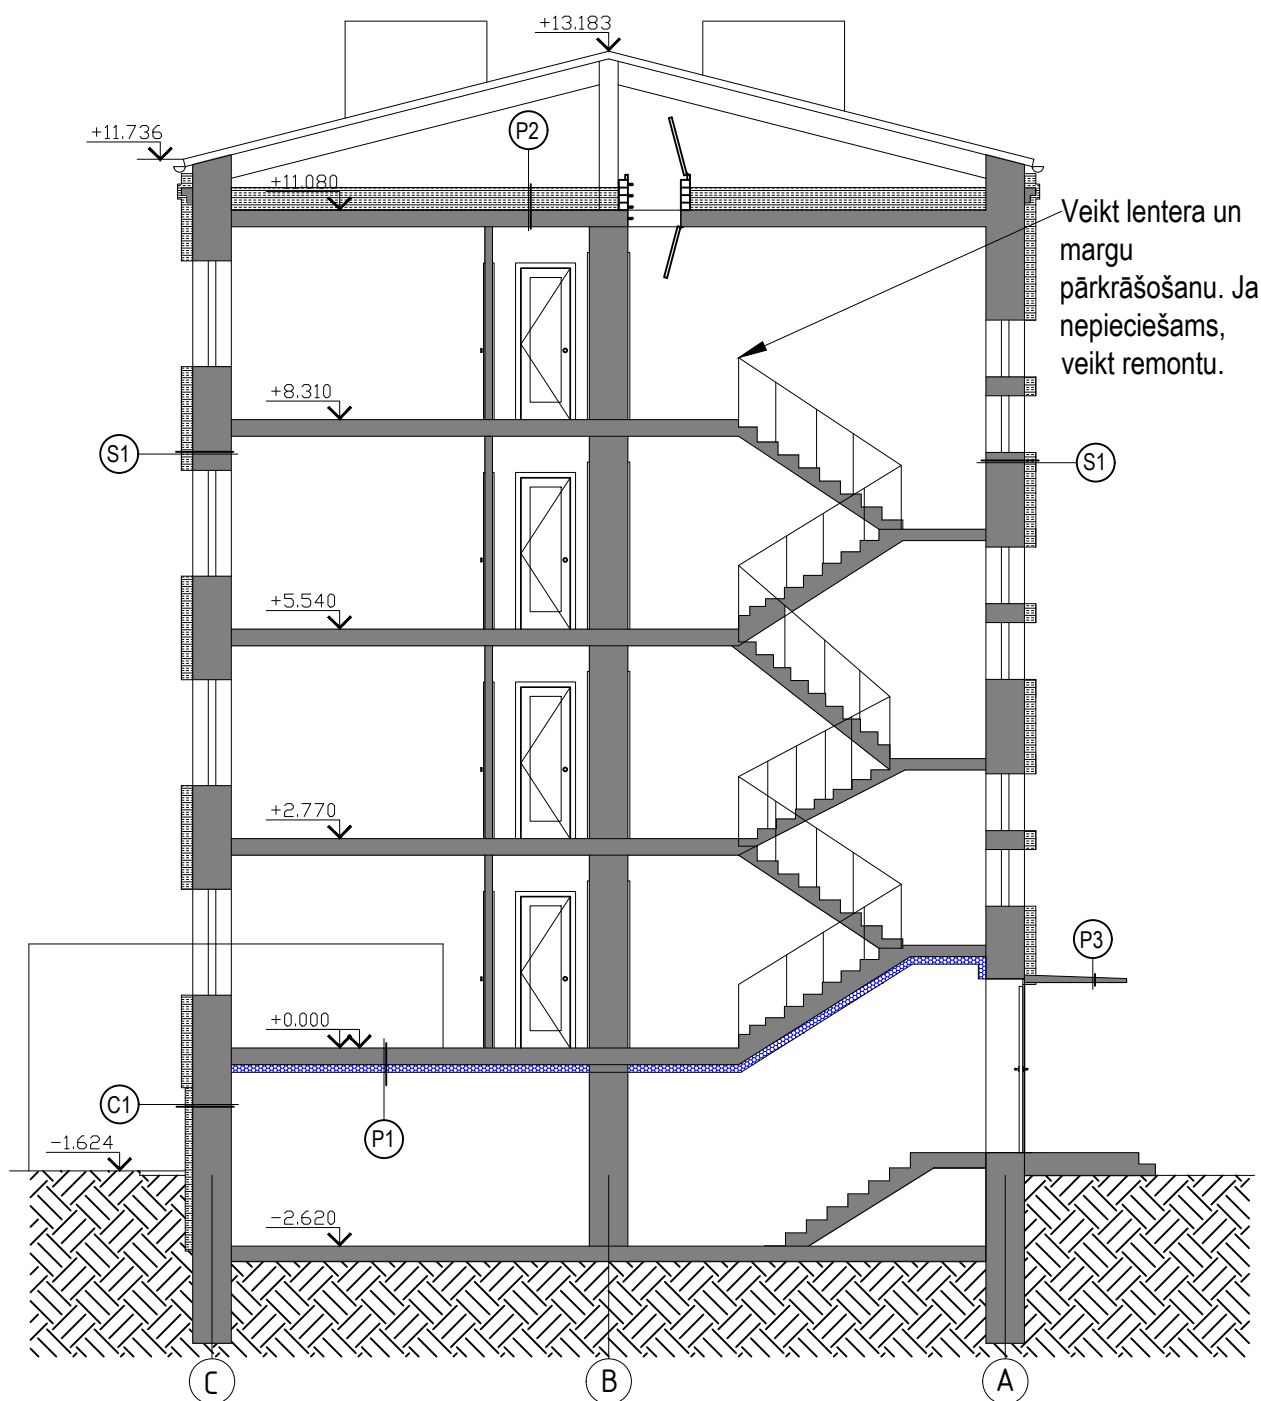 +13.183
+11.736
P2
+11.080
Veikt lentera un
margu
pārkrāšošanu. Ja
nepieciešams,
veikt remontu.
+8.310
S1
S1
+5.540
+2.770
P3
+0.000
C1
P1
-1.624
-2.620
C
B
A